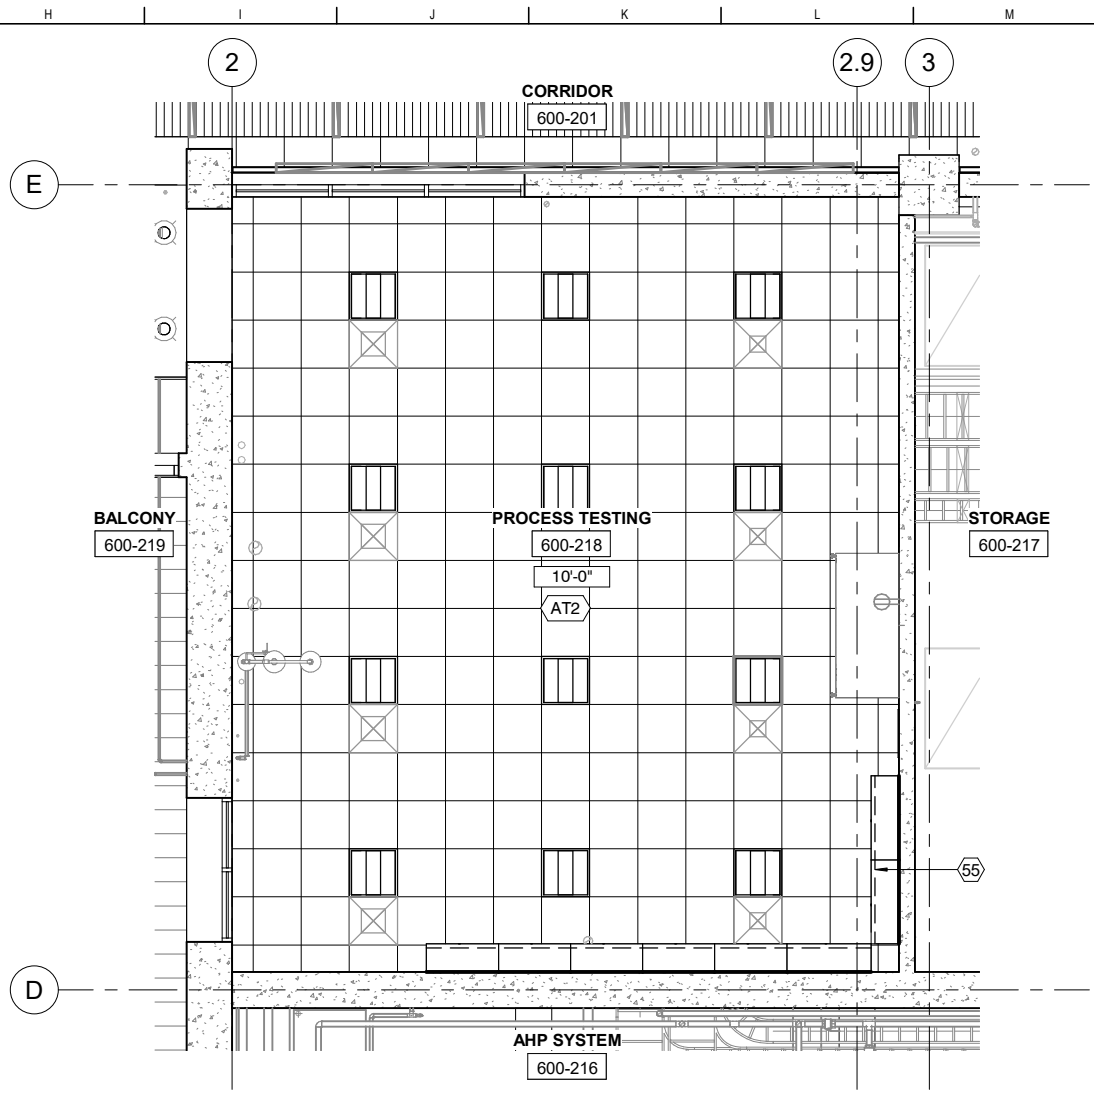 H I J K L M
2 2.9 3
CORRIDOR
600-201
E
BALCONY
600-219
PROCESS TESTING
600-218
10'-0"
AT2
STORAGE
600-217
55
D
AHP SYSTEM
600-216